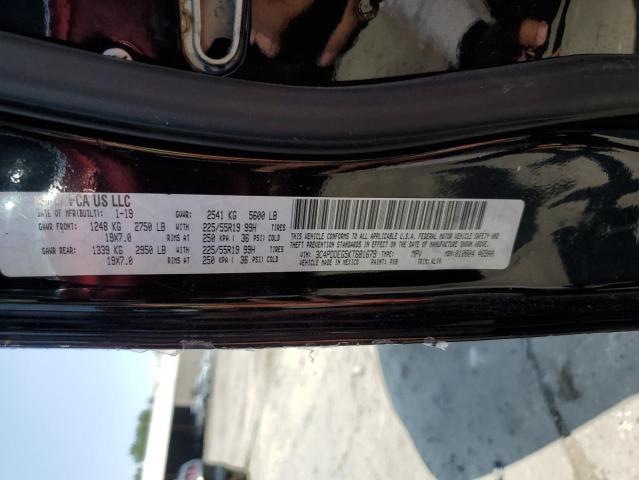 FCA US LLC
DATE OF MFR(BUILT): 1-19 GVWR: 2541 KG 5600 LB
GAWR FRONT: 1248 KG 2750 LB WITH 225/55R19 99H TIRES
19X7.0 RIMS AT 250 KPA ( 36 PSI) COLD
GAWR REAR: 1339 KG 2950 LB WITH 225/55R19 99H TIRES
19X7.0 RIMS AT 250 KPA ( 36 PSI) COLD
THIS VEHICLE CONFORMS TO ALL APPLICABLE U.S.A. FEDERAL MOTOR VEHICLE SAFETY AND
THEFT PREVENTION STANDARDS IN EFFECT ON THE DATE OF MANUFACTURE SHOWN ABOVE.
VIN: 3C4PDDEG5KT681679 TYPE: MPV MDH:
VEHICLE MADE IN MEXICO PAINT: PXB TRIM: